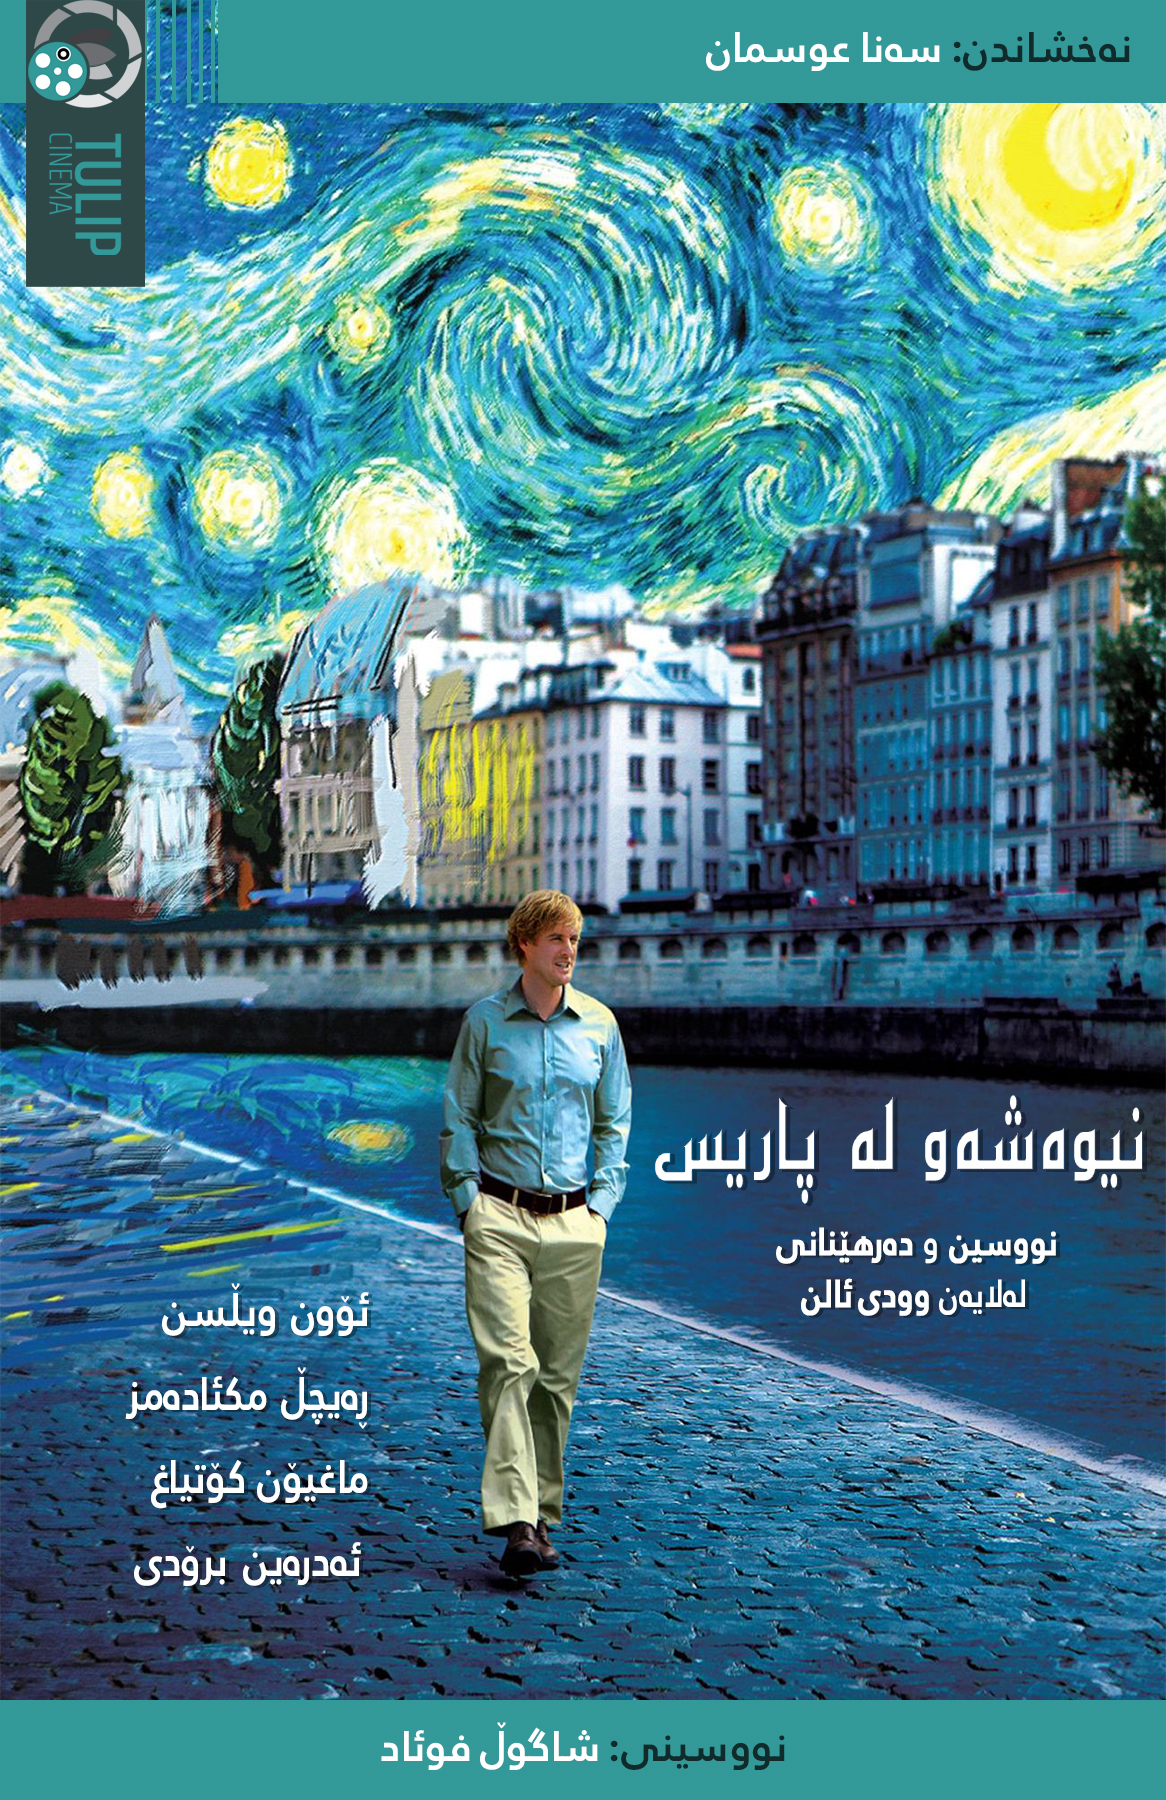 نەخشاندن: سەنا عوسمان
TULIP
CINEMA
نیوەشەو لە پاریس
نووسین و دەرهێنانی
لەلایەن وودی ئالن
ئۆون ویڵسن
ڕەیچڵ مکئادەمز
ماغیۆن کۆتیاغ
ئەدرەین برۆدی
نووسینی: شاگوڵ فوئاد